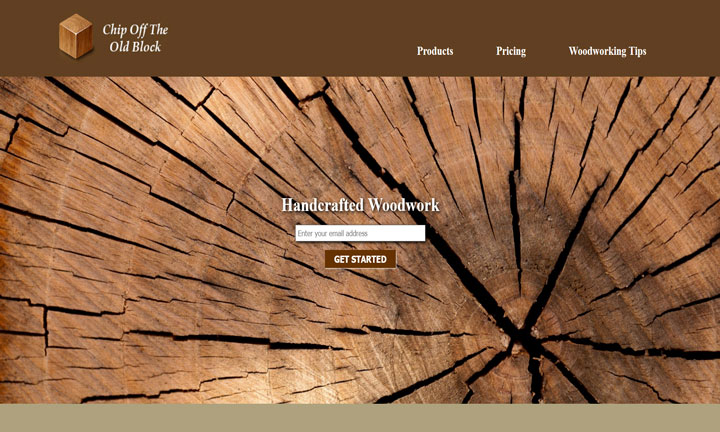 Chip Off The
Old Block
Products
Pricing
Woodworking Tips
Handcrafted Woodwork
Enter your email address
GET STARTED